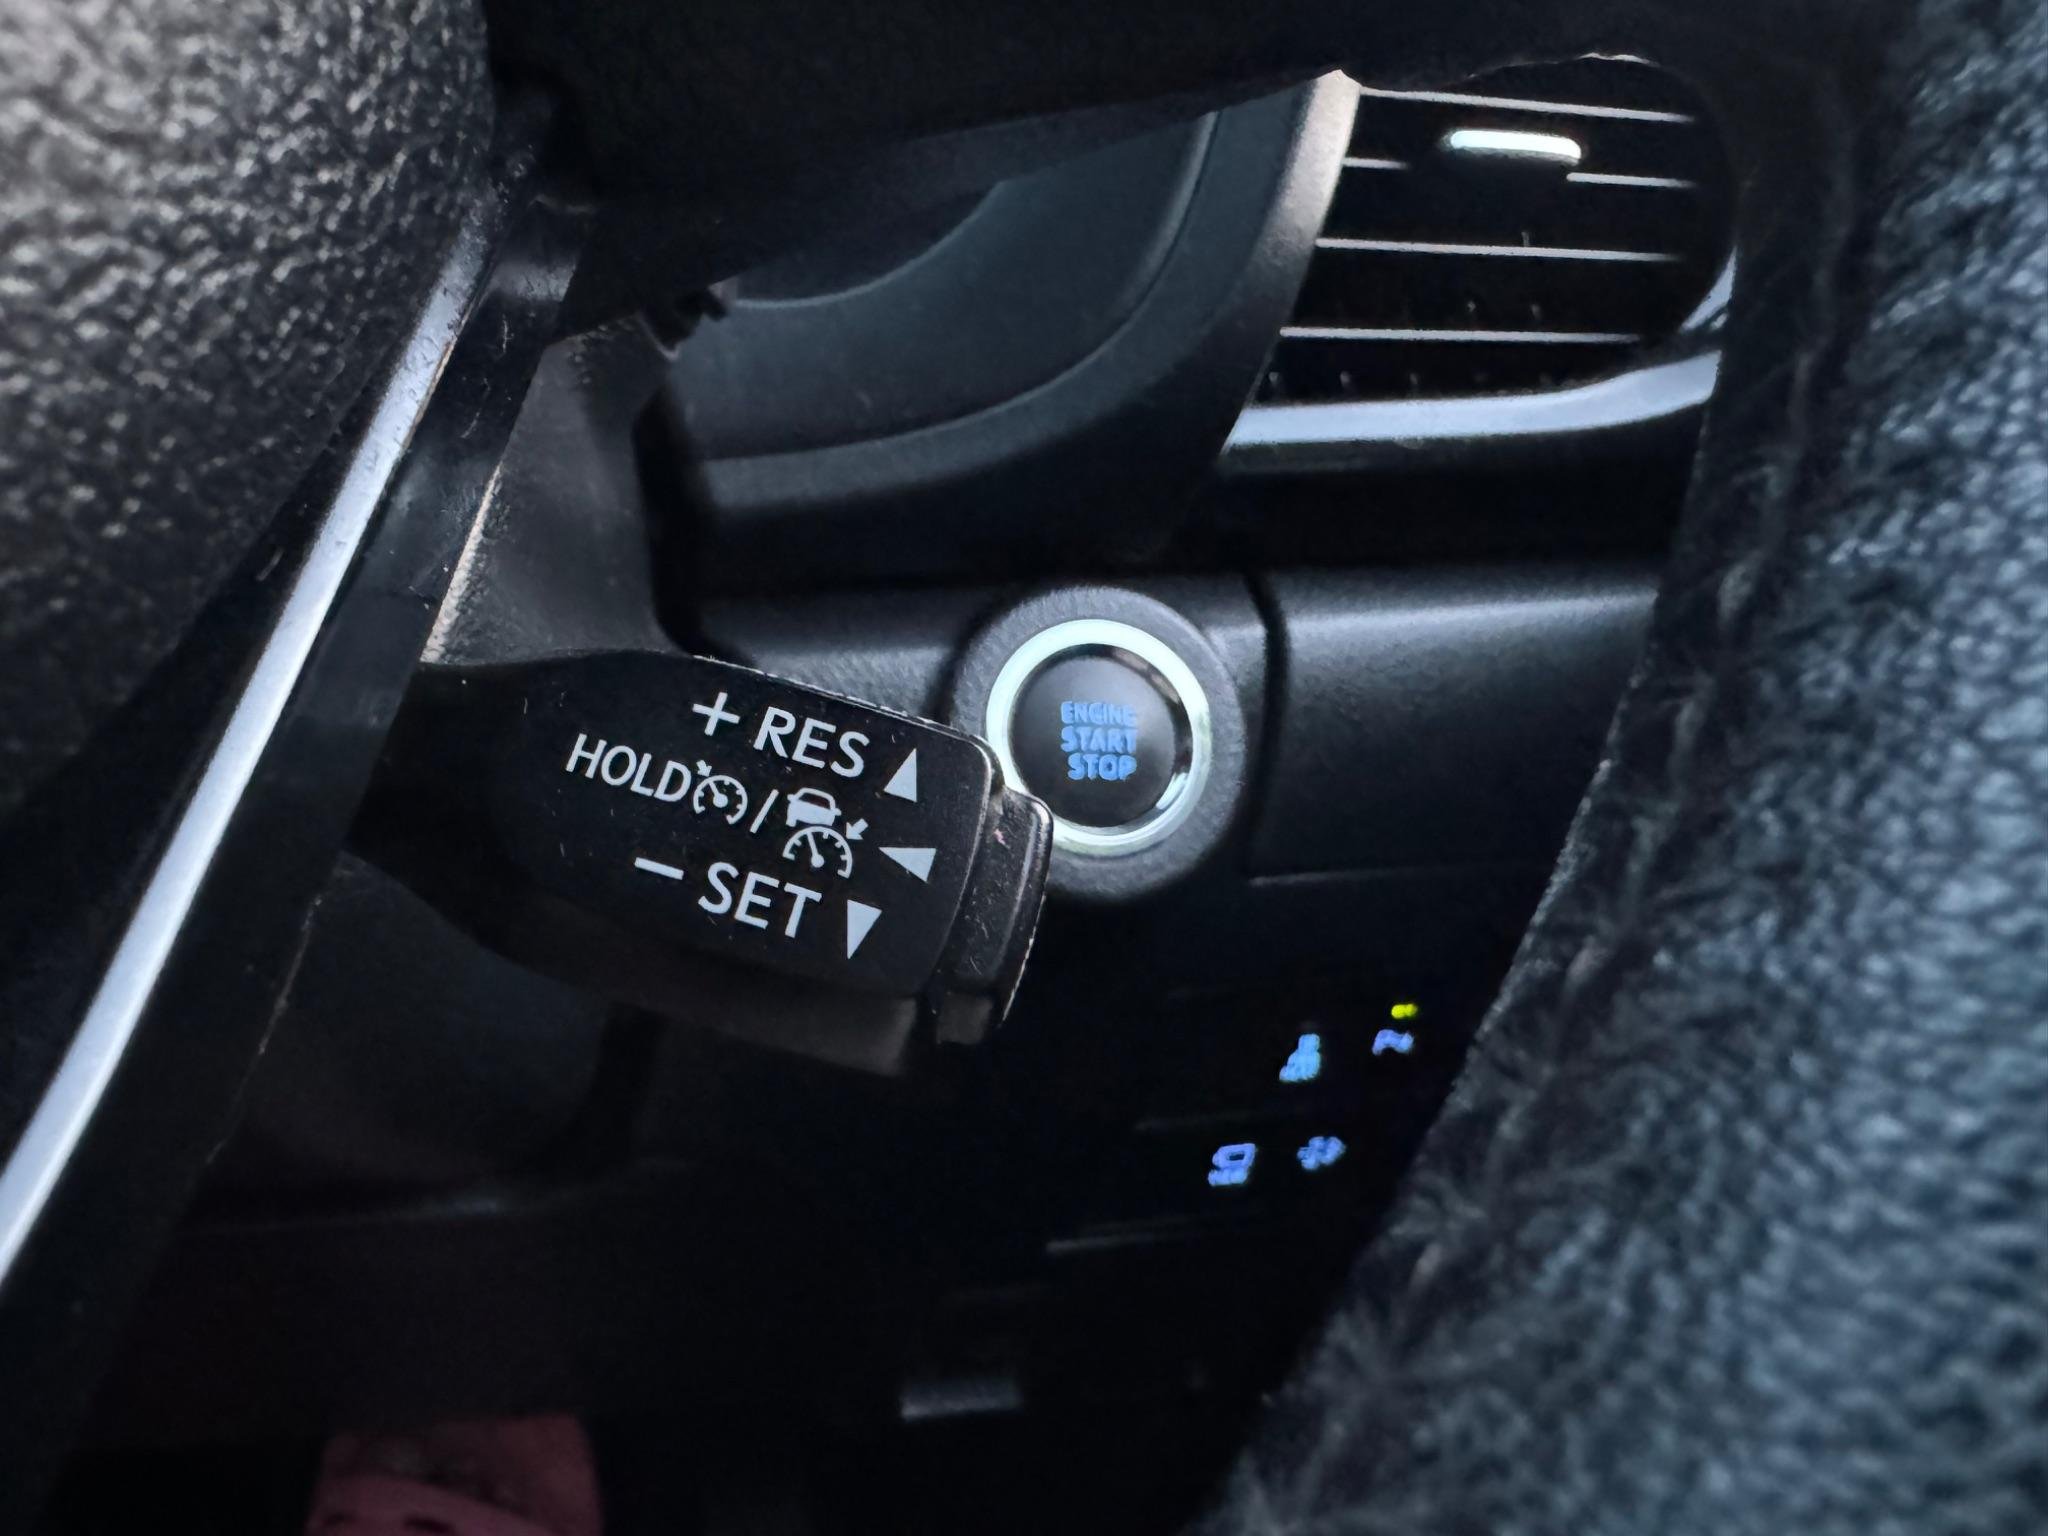 + RES
HOLD /
− SET
ENGINE
START
STOP